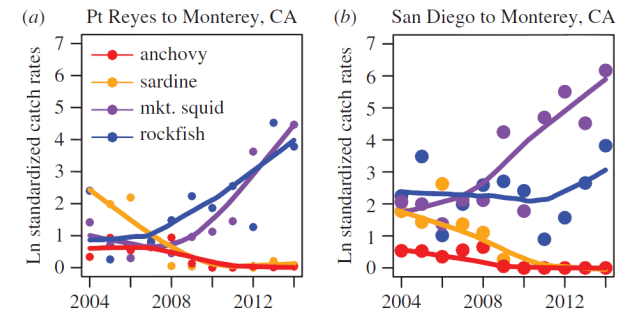 (a) Pt Reyes to Monterey, CA
Ln standardized catch rates
7
6
5
4
3
2
1
0
anchovy
sardine
mkt. squid
rockfish
2004 2008 2012
(b) San Diego to Monterey, CA
Ln standardized catch rates
7
6
5
4
3
2
1
0
2004 2008 2012